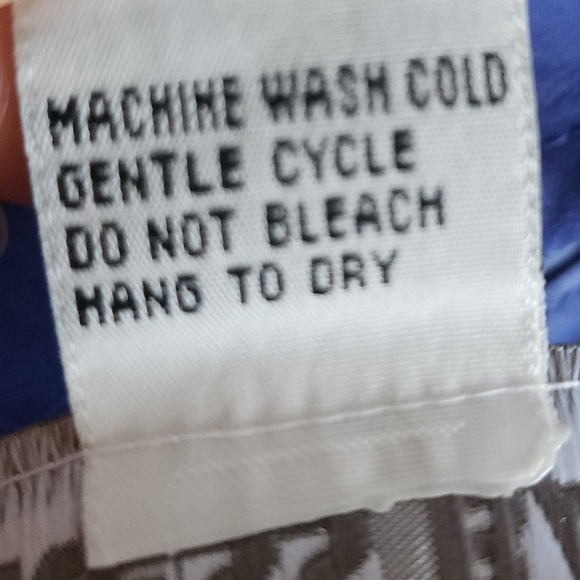 MACHINE WASH COLD
GENTLE CYCLE
DO NOT BLEACH
HANG TO DRY